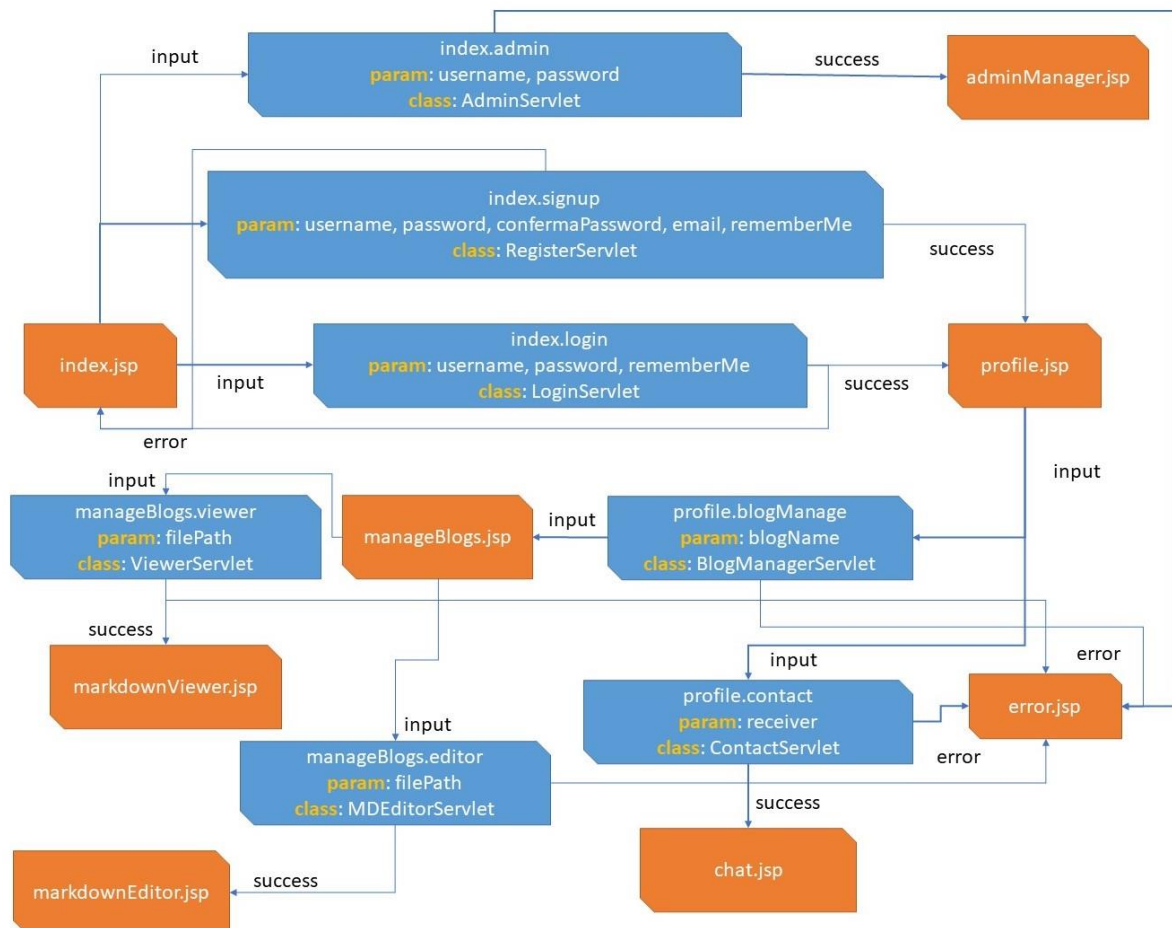 index.admin
param: username, password
class: AdminServlet
input
success
adminManager.jsp
index.signup
param: username, password, confermaPassword, email, rememberMe
class: RegisterServlet
success
index.jsp
input
index.login
param: username, password, rememberMe
class: LoginServlet
success
profile.jsp
error
input
input
manageBlogs.viewer
param: filePath
class: ViewerServlet
manageBlogs.jsp
input
profile.blogManage
param: blogName
class: BlogManagerServlet
success
markdownViewer.jsp
input
error
profile.contact
param: receiver
class: ContactServlet
error.jsp
input
error
manageBlogs.editor
param: filePath
class: MDEditorServlet
success
chat.jsp
success
markdownEditor.jsp